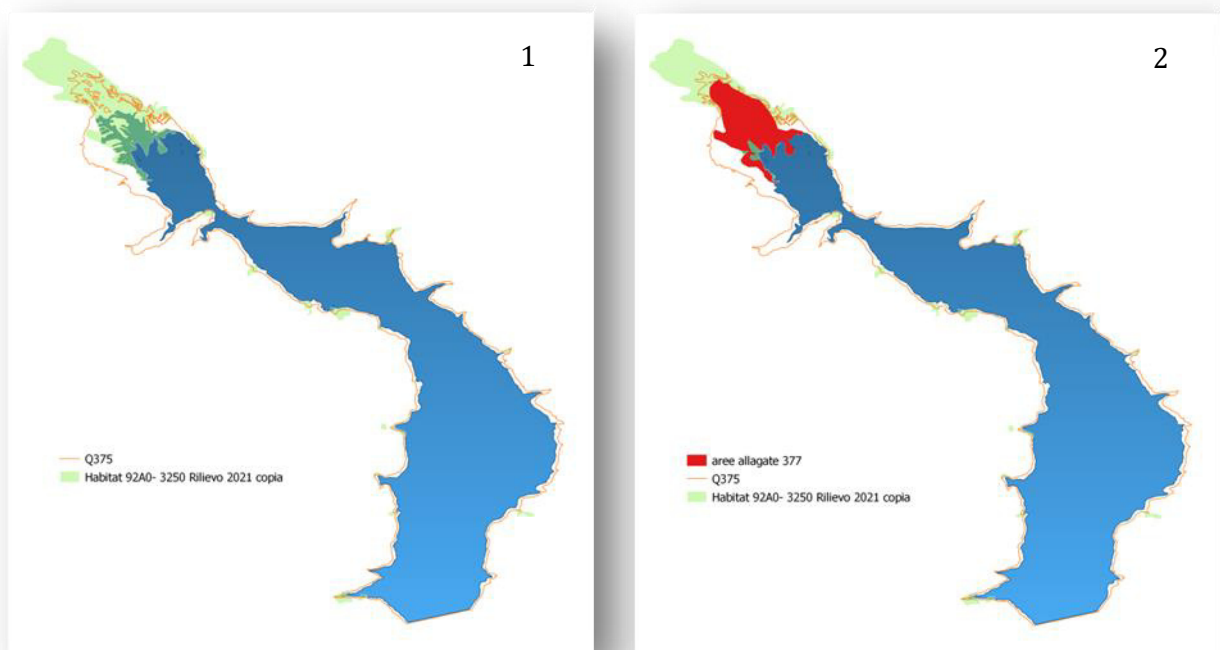 1
Q375
Habitat 92A0- 3250 Rilievo 2021 copia
2
aree allagate 377
Q375
Habitat 92A0- 3250 Rilievo 2021 copia